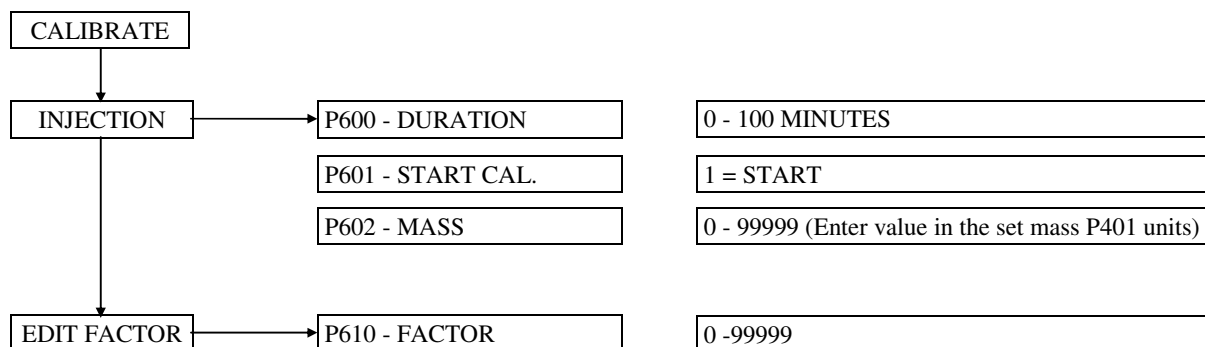 CALIBRATE
INJECTION
P600 - DURATION
0 - 100 MINUTES
P601 - START CAL.
1 = START
P602 - MASS
0 - 99999 (Enter value in the set mass P401 units)
EDIT FACTOR
P610 - FACTOR
0 -99999